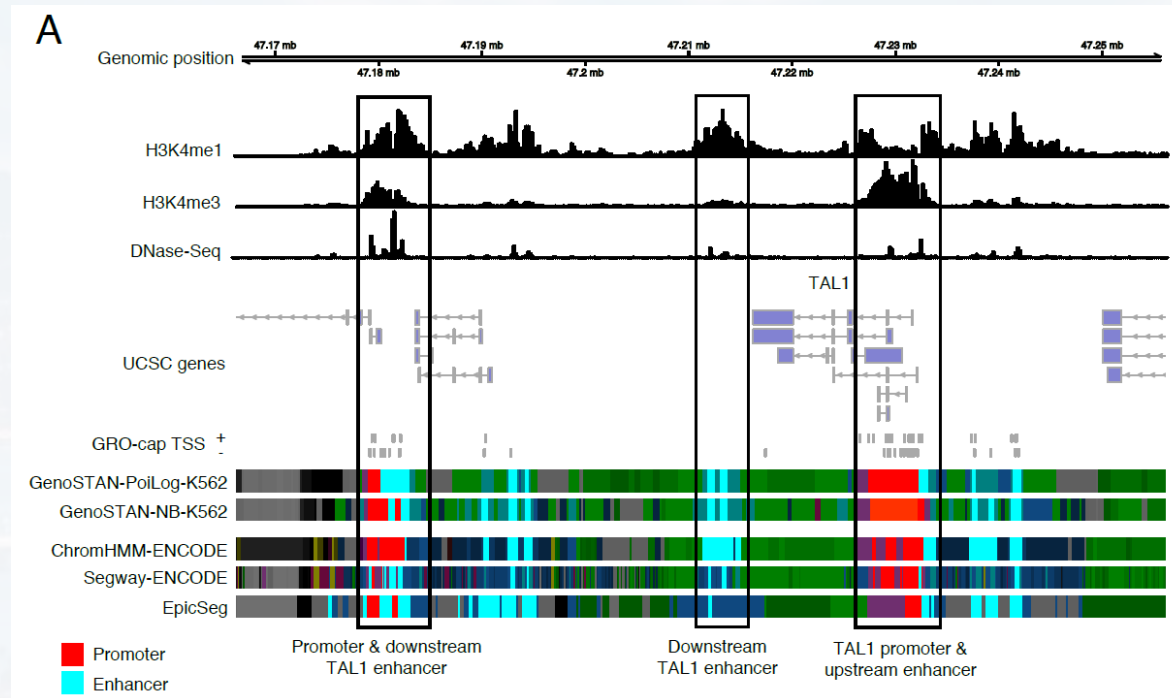 A
47.17 mb 47.19 mb 47.21 mb 47.23 mb 47.25 mb
Genomic position
47.18 mb 47.2 mb 47.22 mb 47.24 mb
H3K4me1
H3K4me3
DNase-Seq
TAL1
UCSC genes
GRO-cap TSS +
-
GenoSTAN-PoiLog-K562
GenoSTAN-NB-K562
ChromHMM-ENCODE
Segway-ENCODE
EpicSeg
Promoter & downstream
TAL1 enhancer
Downstream
TAL1 enhancer
TAL1 promoter &
upstream enhancer
Promoter
Enhancer